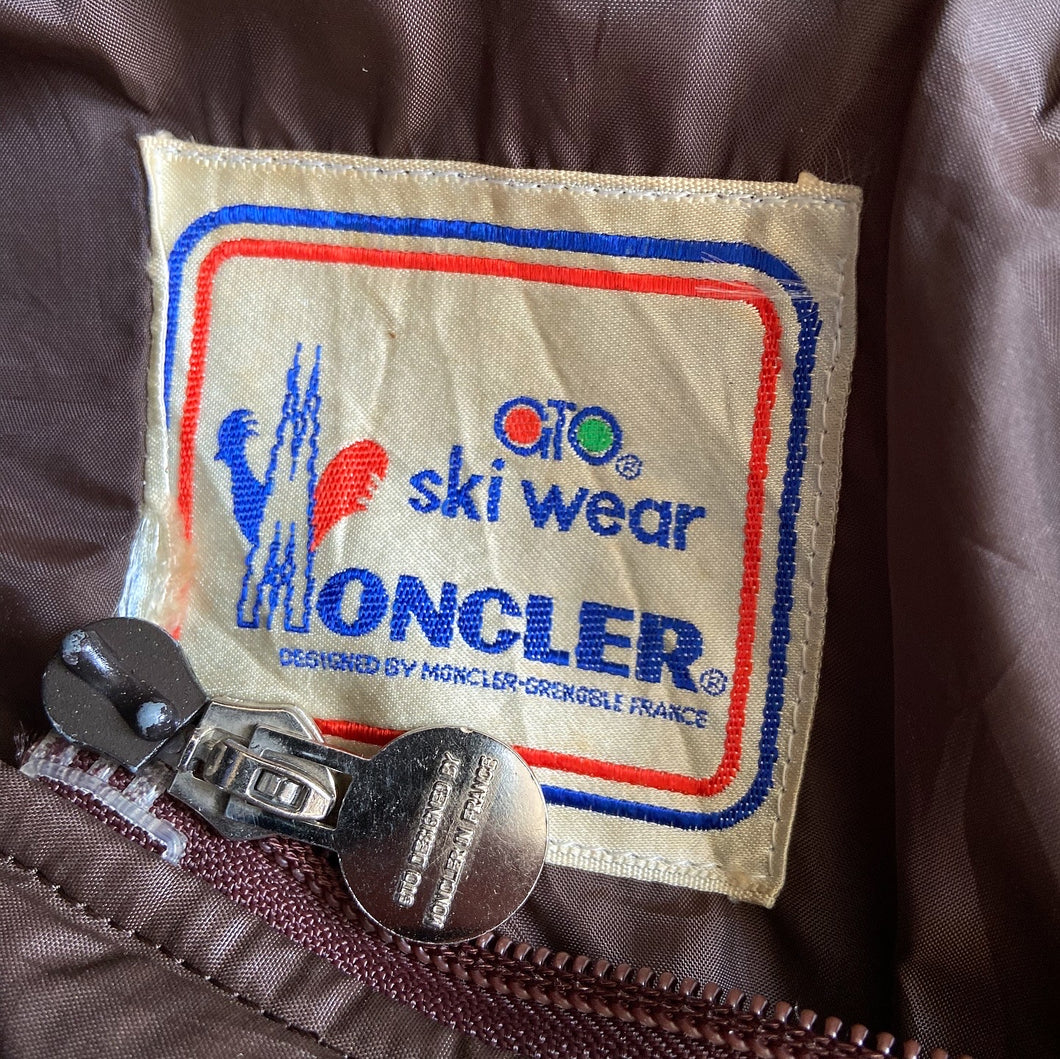 GTO®
ski wear
MONCLER®
DESIGNED BY MONCLER-GRENOBLE FRANCE
GTO DESIGNED BY
MONCLER IN FRANCE